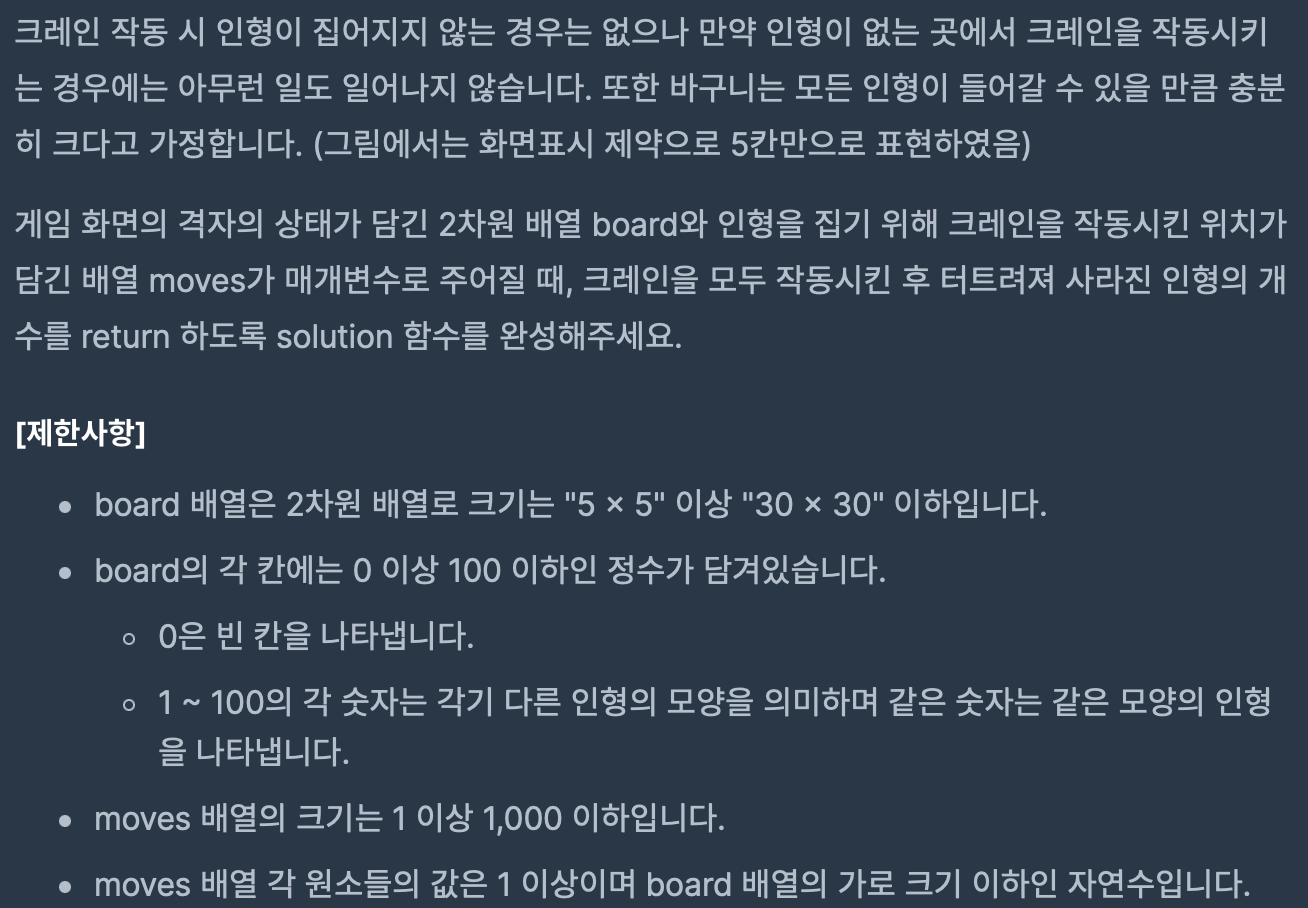 크레인 작동 시 인형이 집어지지 않는 경우는 없으나 만약 인형이 없는 곳에서 크레인을 작동시키
는 경우에는 아무런 일도 일어나지 않습니다. 또한 바구니는 모든 인형이 들어갈 수 있을 만큼 충분
히 크다고 가정합니다. (그림에서는 화면표시 제약으로 5칸만으로 표현하였음)
게임 화면의 격자의 상태가 담긴 2차원 배열 board와 인형을 집기 위해 크레인을 작동시킨 위치가
담긴 배열 moves가 매개변수로 주어질 때, 크레인을 모두 작동시킨 후 터트려져 사라진 인형의 개
수를 return 하도록 solution 함수를 완성해주세요.
[제한사항]
• board 배열은 2차원 배열로 크기는 "5 × 5" 이상 "30 × 30" 이하입니다.
• board의 각 칸에는 0 이상 100 이하인 정수가 담겨있습니다.
◦ 0은 빈 칸을 나타냅니다.
◦ 1 ~ 100의 각 숫자는 각기 다른 인형의 모양을 의미하며 같은 숫자는 같은 모양의 인형
을 나타냅니다.
• moves 배열의 크기는 1 이상 1,000 이하입니다.
• moves 배열 각 원소들의 값은 1 이상이며 board 배열의 가로 크기 이하인 자연수입니다.